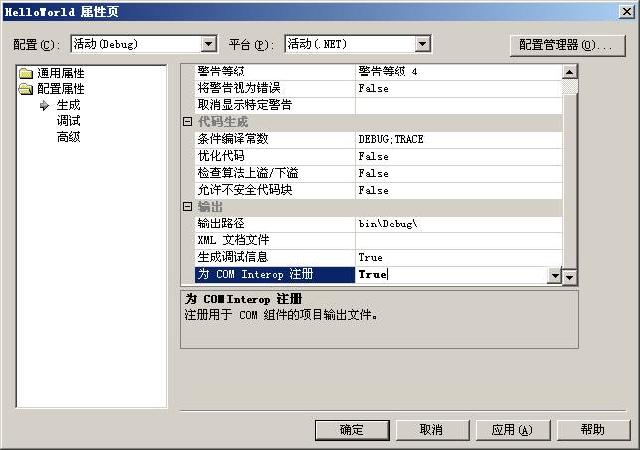 HelloWorld 属性页
配置(C): 活动(Debug) 平台(P): 活动(.NET) 配置管理器(O)...
通用属性
配置属性
生成
调试
高级
警告等级 警告等级 4
将警告视为错误 False
取消显示特定警告
代码生成
条件编译常数 DEBUG;TRACE
优化代码 False
检查算法上溢/下溢 False
允许不安全代码块 False
输出
输出路径 bin\Debug\
XML 文档文件
生成调试信息 True
为 COM Interop 注册 True
为 COM Interop 注册
注册用于 COM 组件的项目输出文件。
确定 取消 应用(A) 帮助